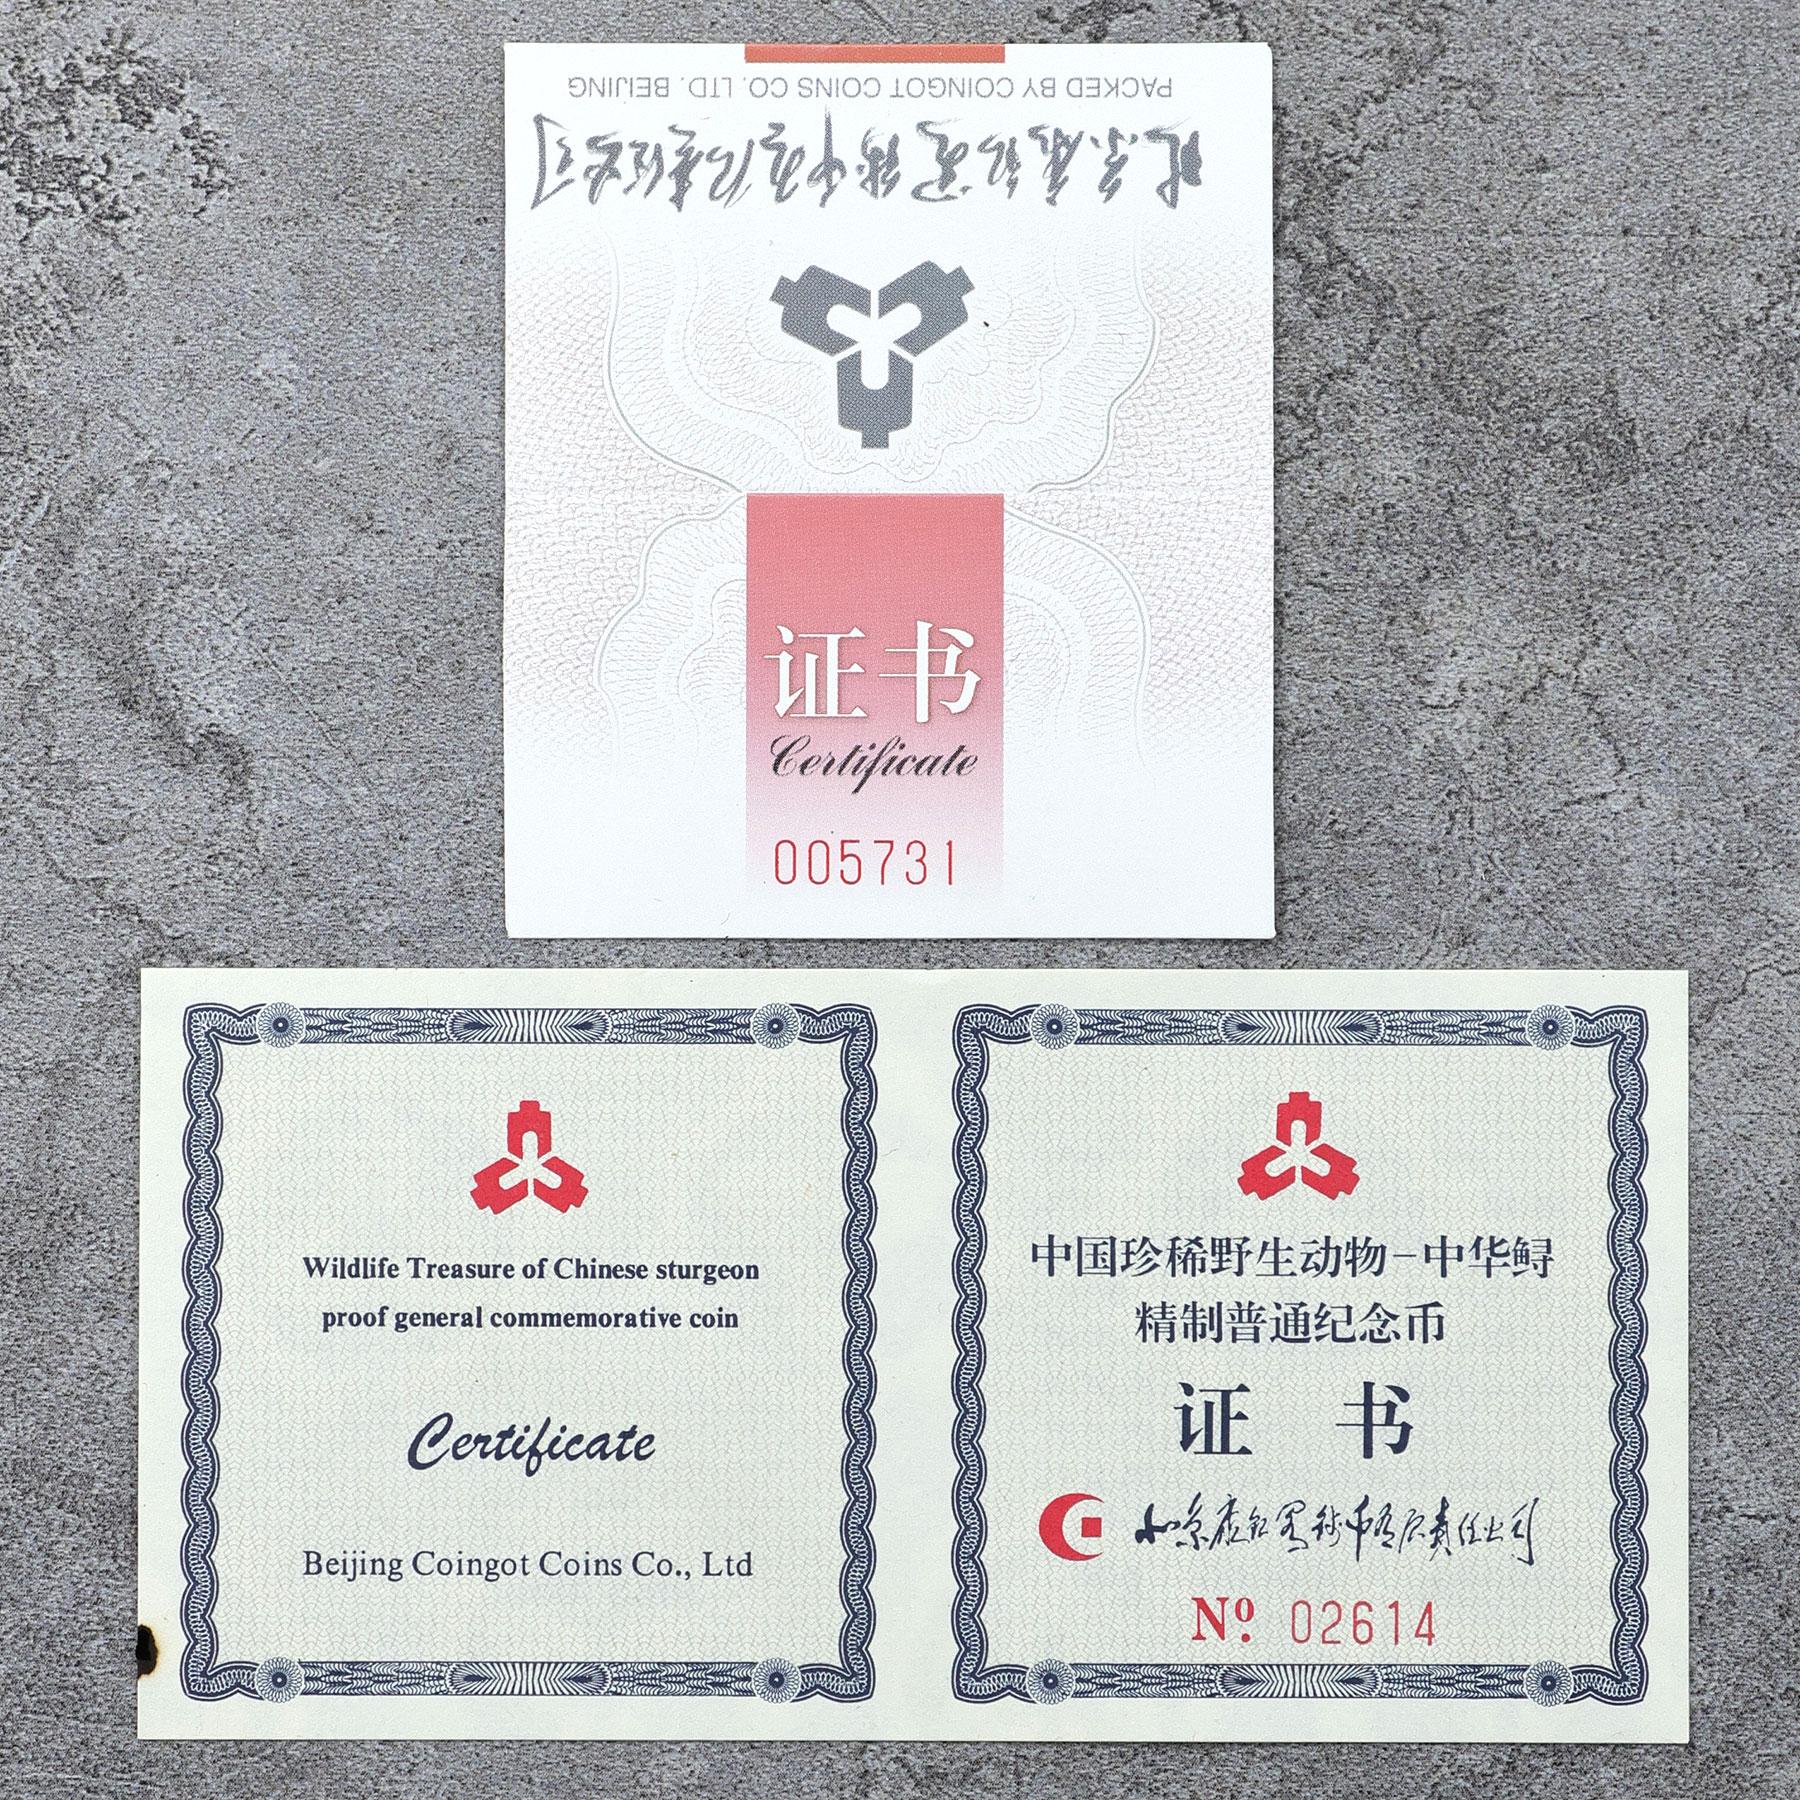 PACKED BY COINGOT COINS CO. LTD. BEIJING
证书
Certificate
005731
Wildlife Treasure of Chinese sturgeon
proof general commemorative coin
Certificate
Beijing Coingot Coins Co., Ltd
中国珍稀野生动物-中华鲟
精制普通纪念币
证 书
Nº. 02614